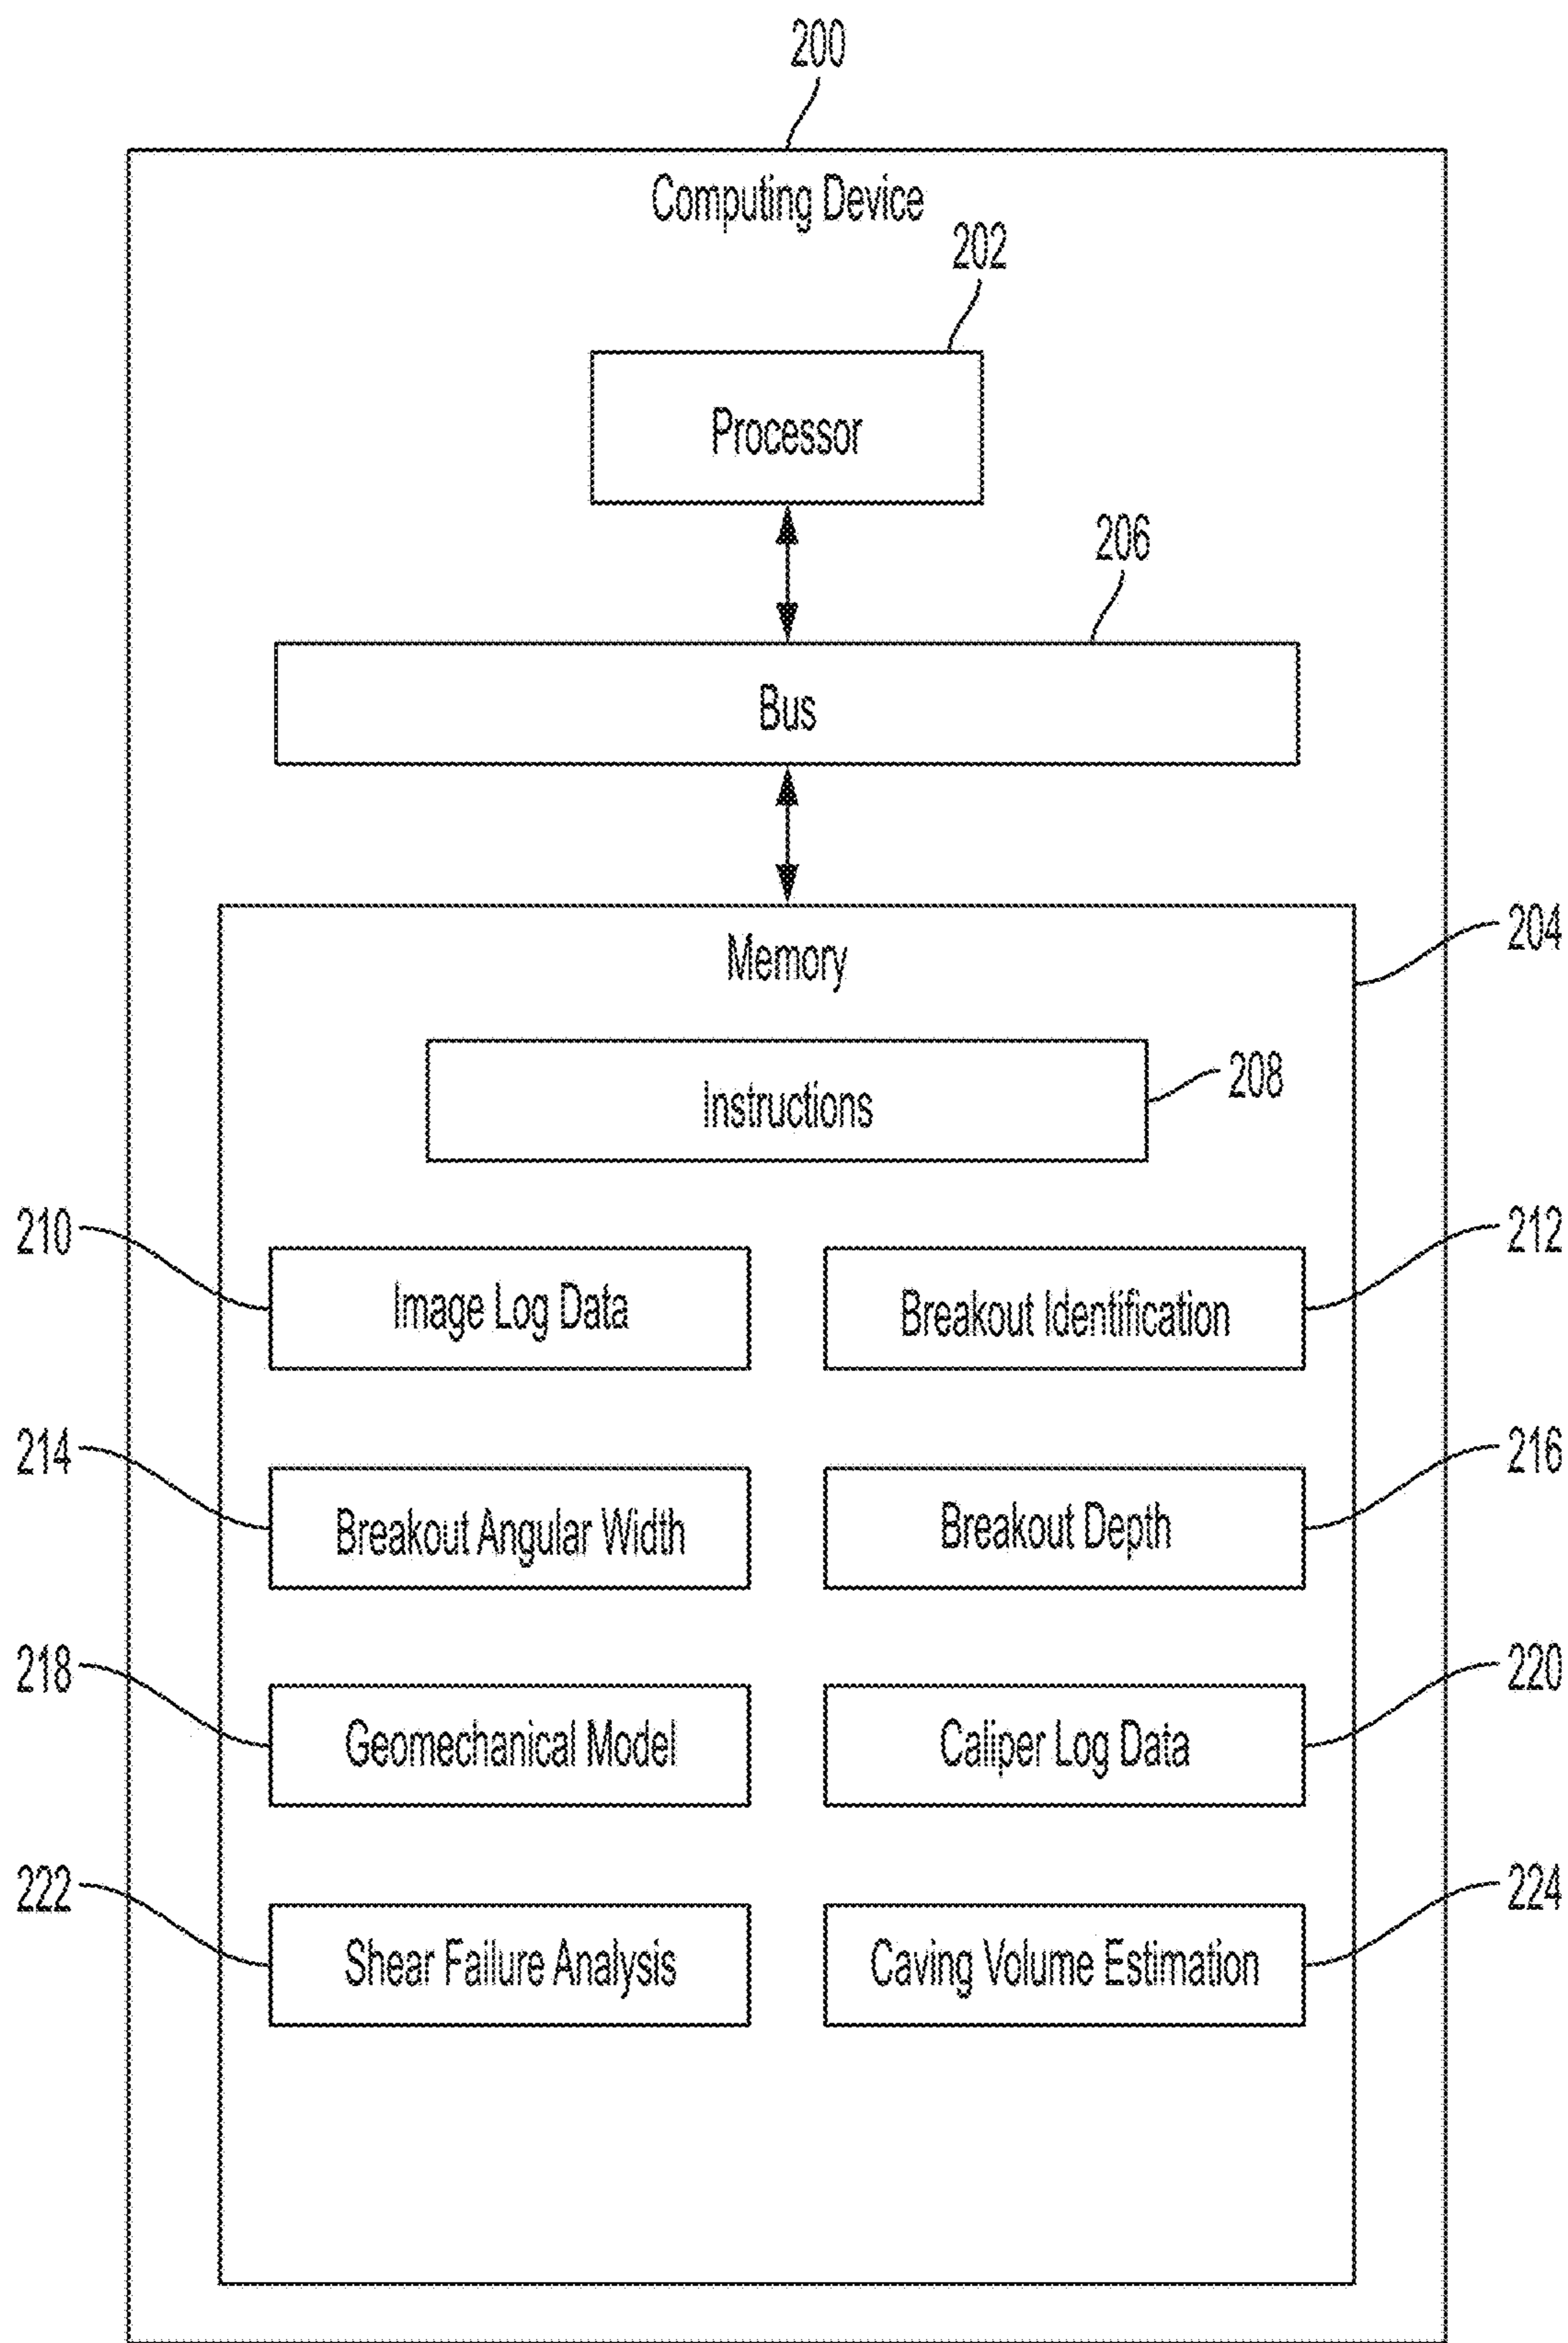 200
Computing Device
202
Processor
206
Bus
204
Memory
208
Instructions
210
212
Image Log Data
Breakout Identification
214
216
Breakout Angular Width
Breakout Depth
218
220
Geomechanical Model
Caliper Log Data
222
224
Shear Failure Analysis
Caving Volume Estimation